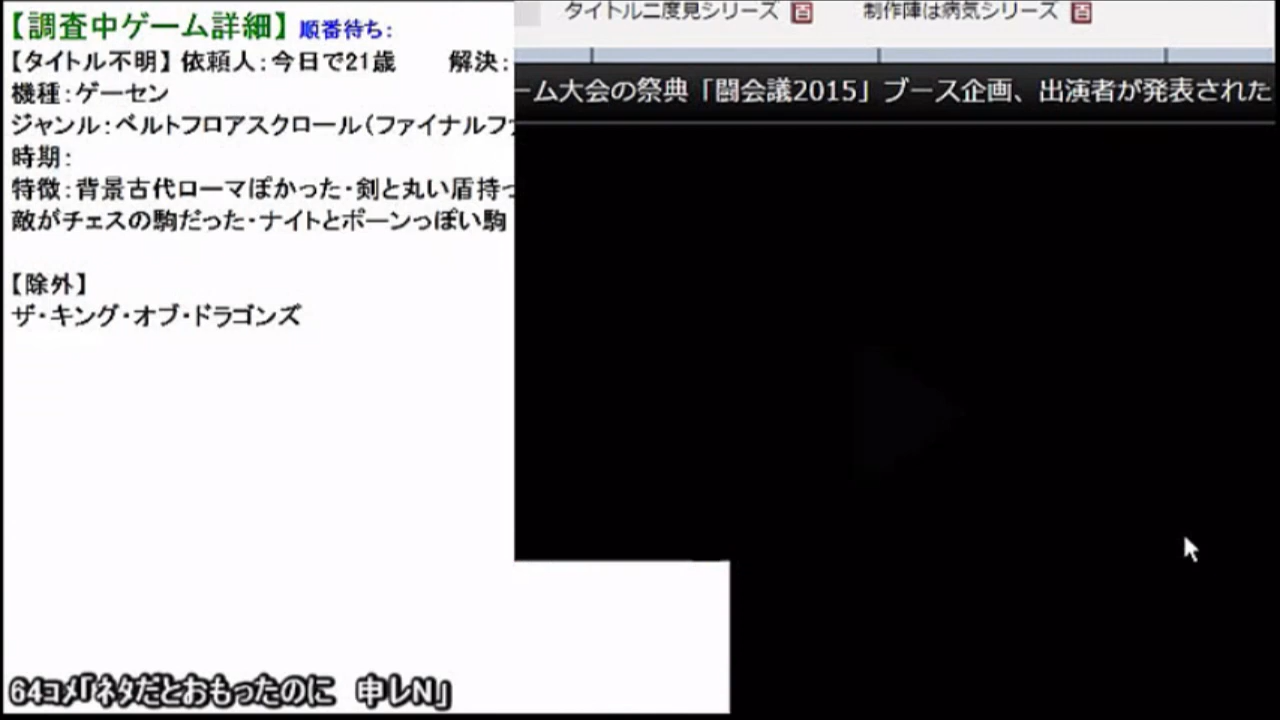 【調査中ゲーム詳細】 順番待ち:
【タイトル不明】 依頼人:今日で21歳 解決:
機種:ゲーセン
ジャンル:ベルトフロアスクロール(ファイナルファ
時期:
特徴:背景古代ローマぽかった・剣と丸い盾持っ
敵がチェスの駒だった・ナイトとポーンっぽい駒
【除外】
ザ・キング・オブ・ドラゴンズ
タイトル二度見シリーズ 百 制作陣は病気シリーズ 百
ーム大会の祭典「闘会議2015」ブース企画、出演者が発表された
64コメ「ネタだとおもったのに 申レN」